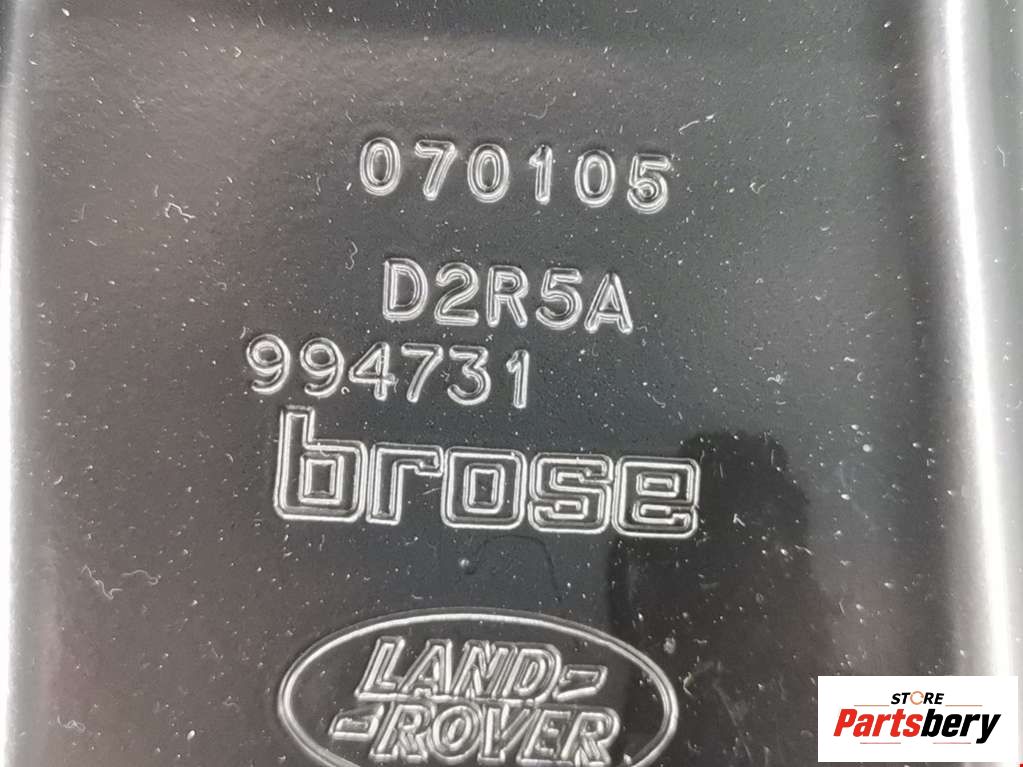 070105
D2R5A
994731
brose
LAND
ROVER
STORE
Partsbery